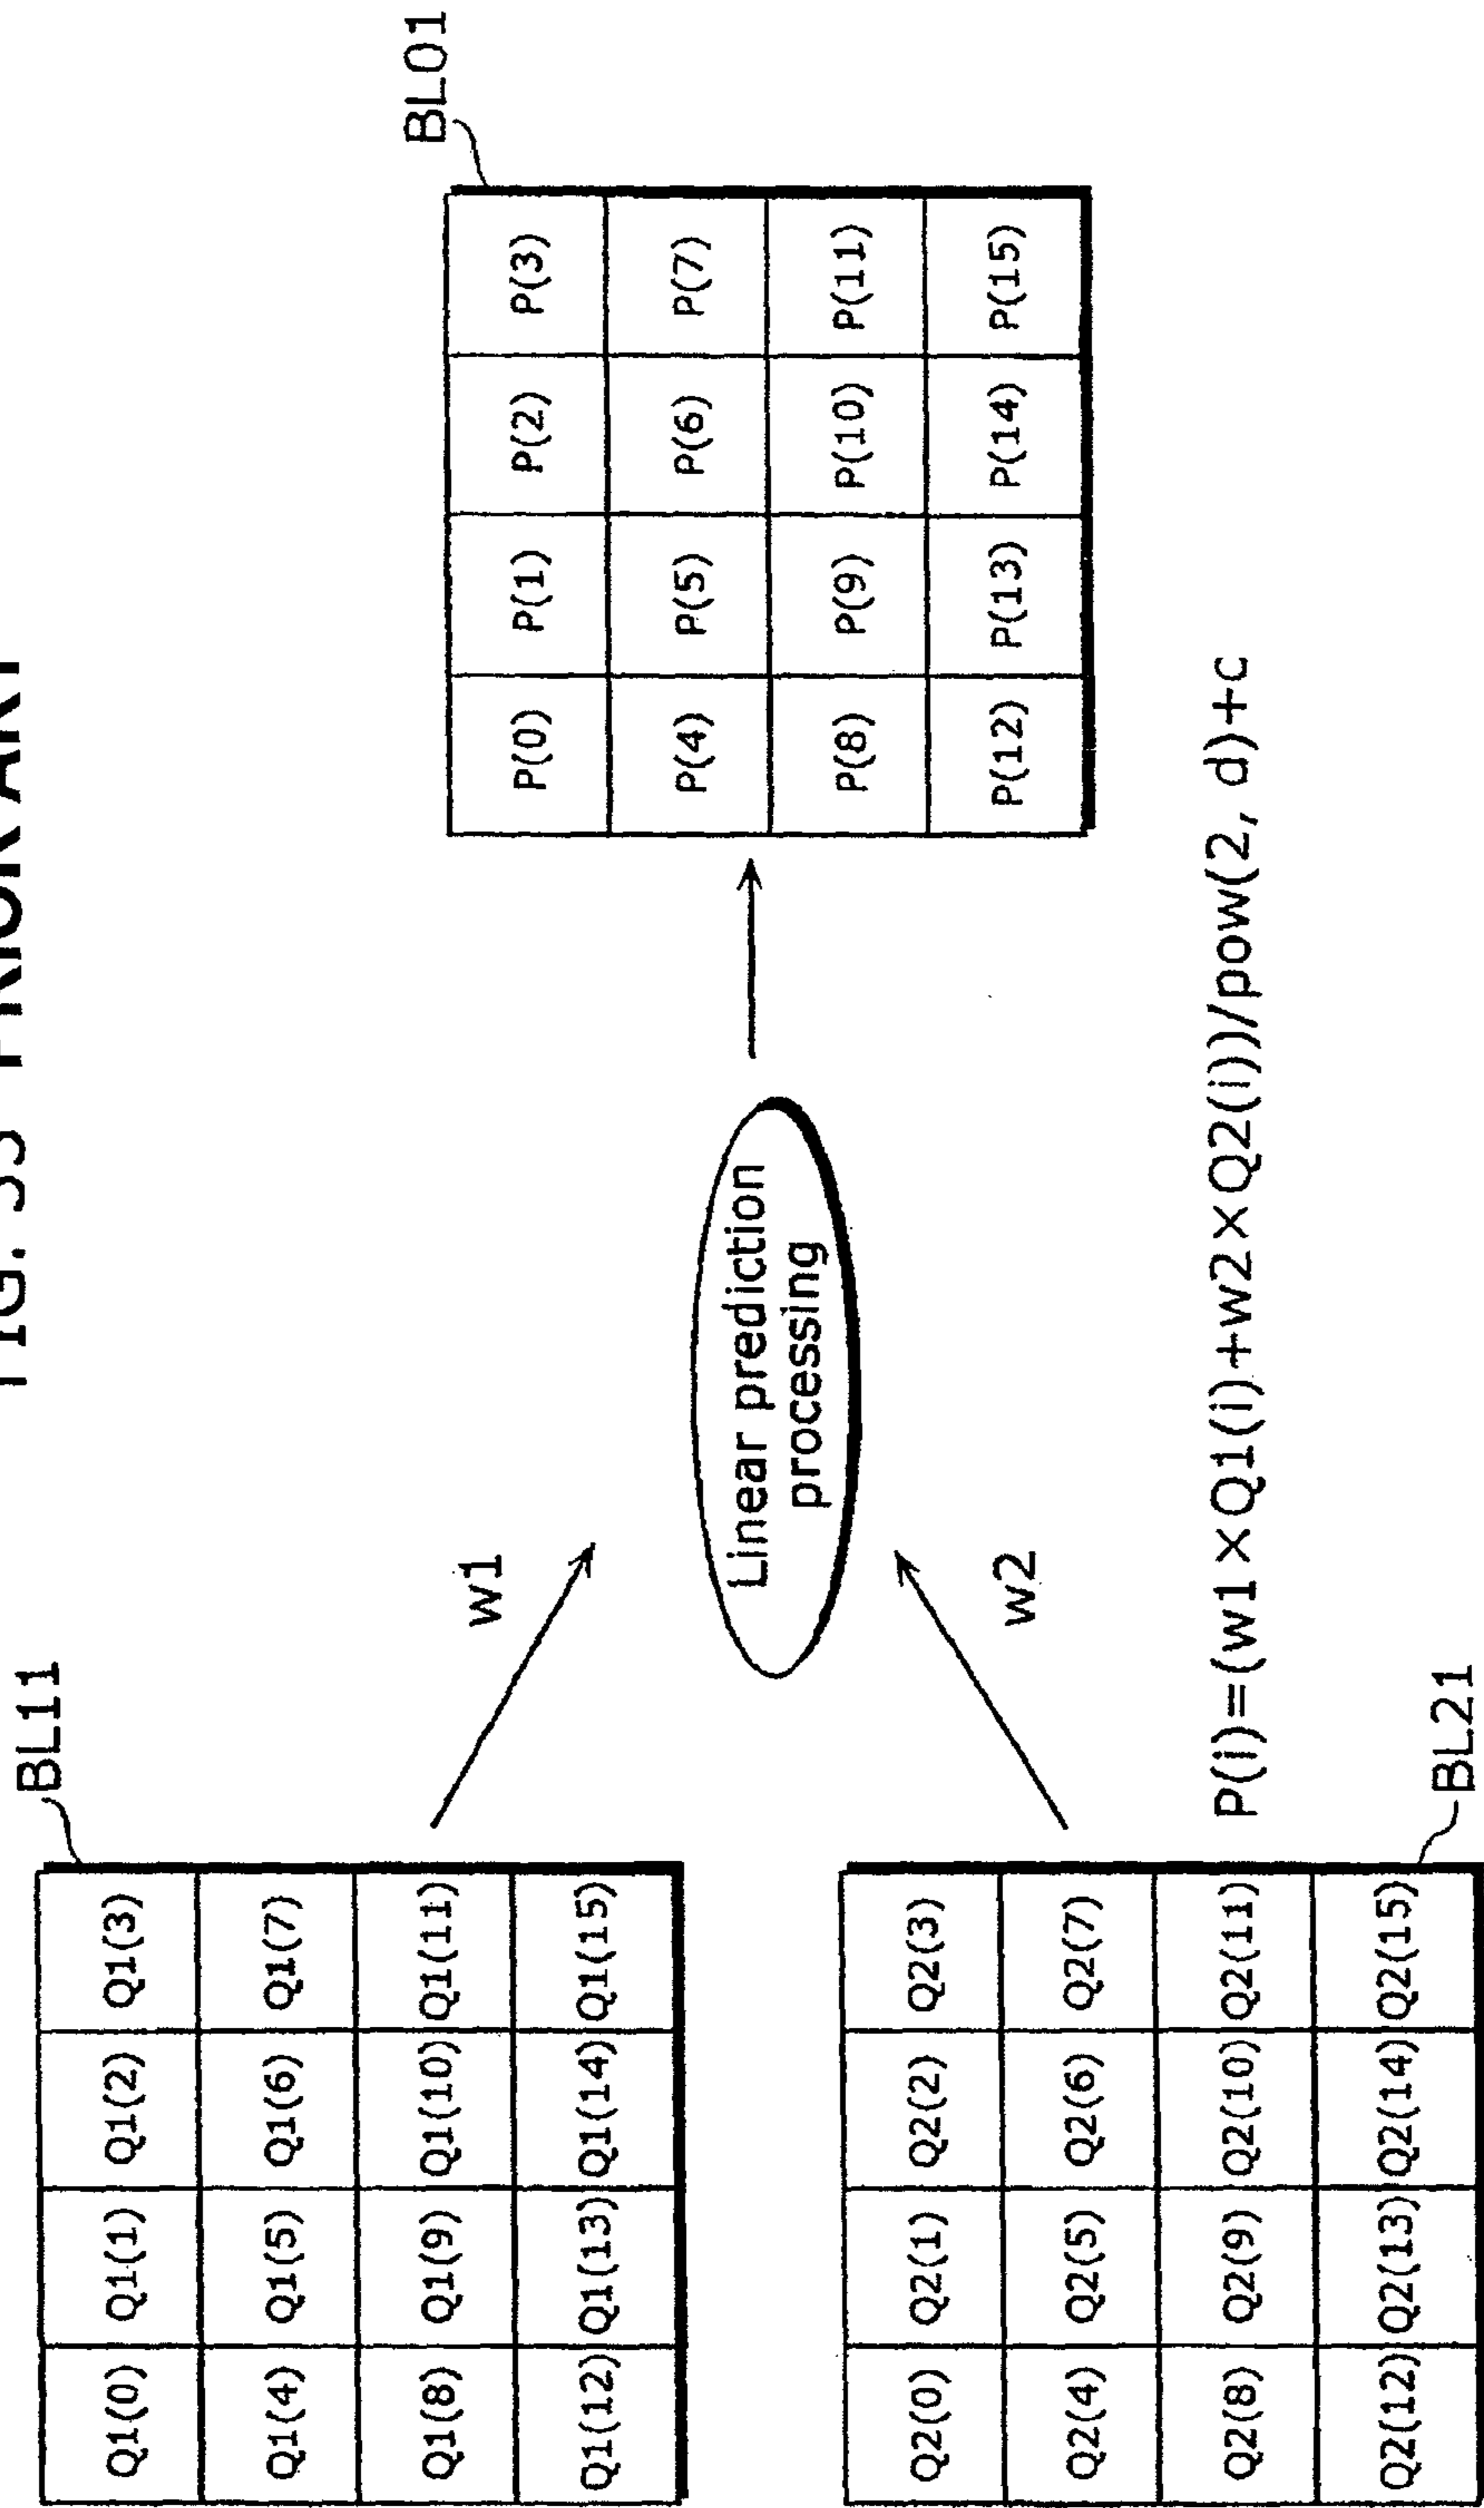 FIG. PRIOR ART
BL11
Q1(0) Q1(1) Q1(2) Q1(3)
Q1(4) Q1(5) Q1(6) Q1(7)
Q1(8) Q1(9) Q1(10) Q1(11)
Q1(12) Q1(13) Q1(14) Q1(15)
w1
Linear prediction
processing
w2
BL01
P(0) P(1) P(2) P(3)
P(4) P(5) P(6) P(7)
P(8) P(9) P(10) P(11)
P(12) P(13) P(14) P(15)
Q2(0) Q2(1) Q2(2) Q2(3)
Q2(4) Q2(5) Q2(6) Q2(7)
Q2(8) Q2(9) Q2(10) Q2(11)
Q2(12) Q2(13) Q2(14) Q2(15)
P(i)=(w1×Q1(i)+w2×Q2(i))/pow(2, d)+c
BL21